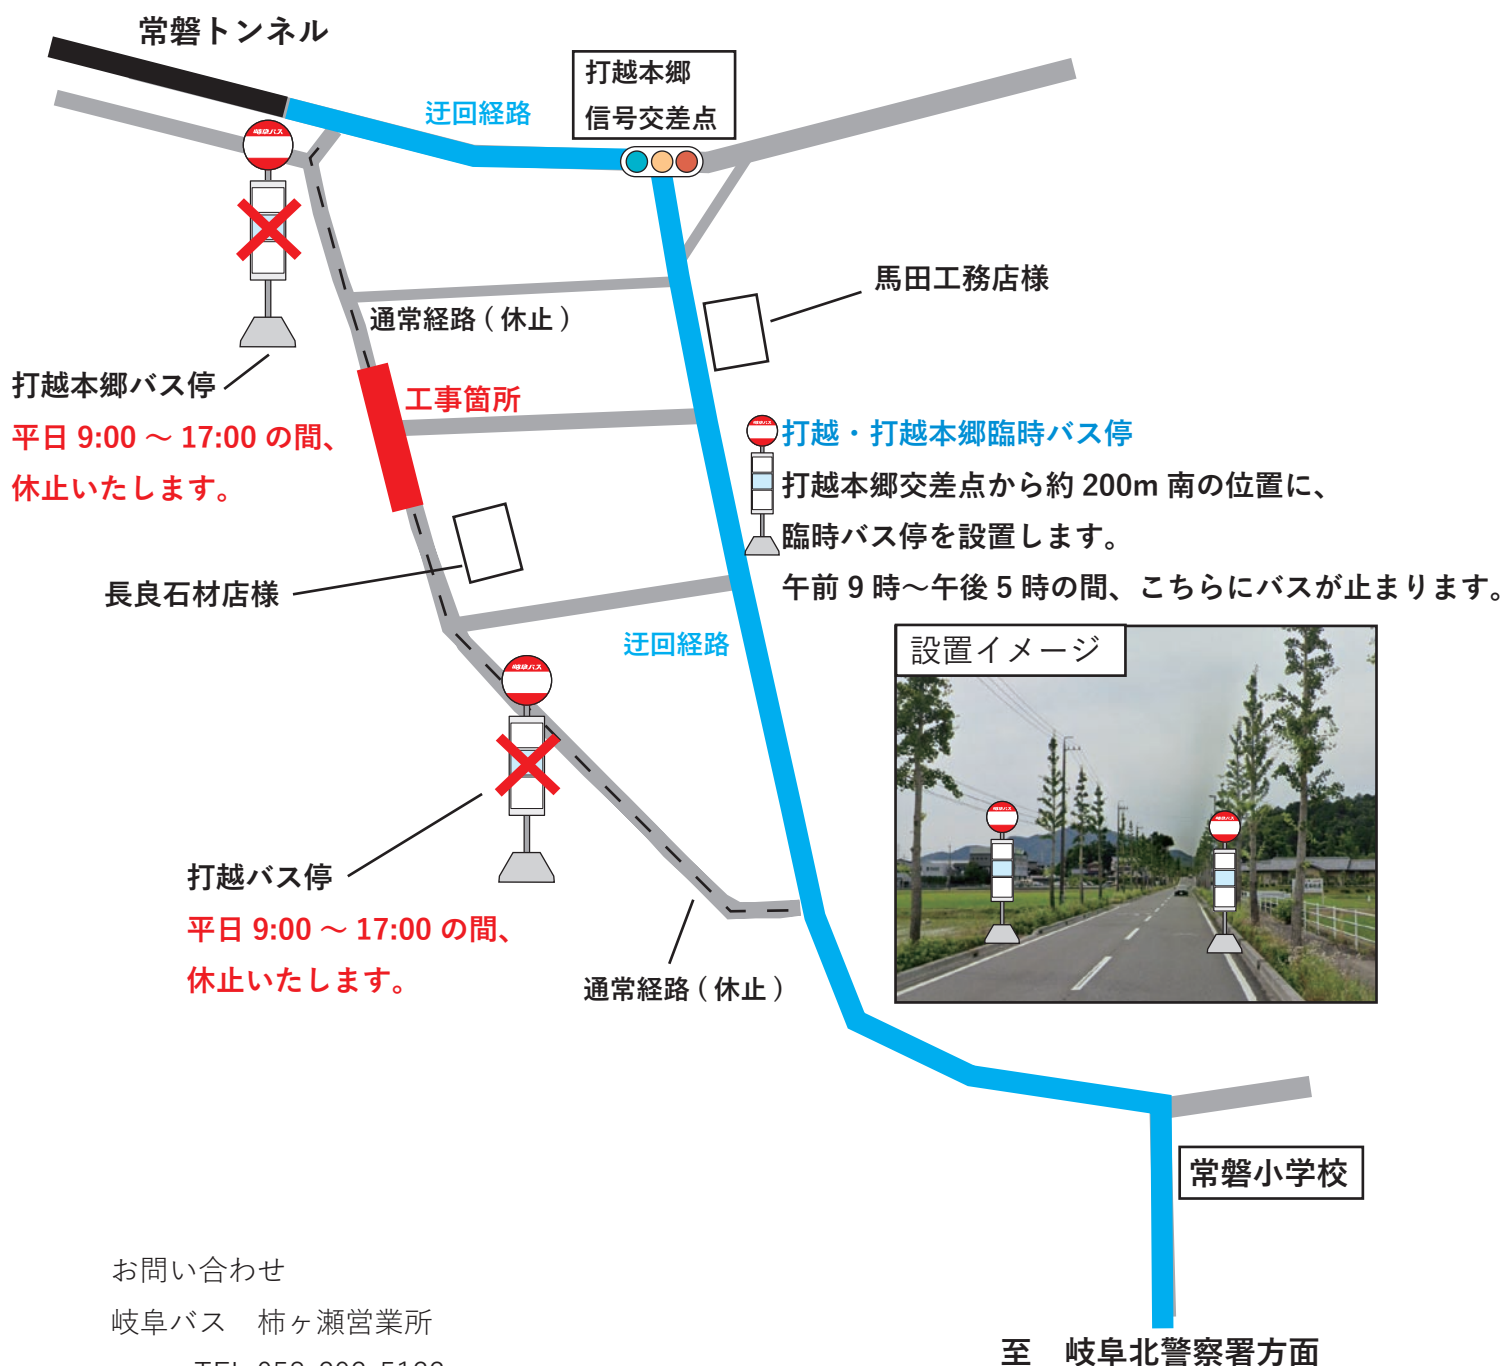 常磐トンネル
迂回経路
打越本郷
信号交差点
岐阜バス
馬田工務店様
通常経路 ( 休止 )
打越本郷バス停
平日 9:00 ～ 17:00 の間、
休止いたします。
工事箇所
打越・打越本郷臨時バス停
打越本郷交差点から約 200m 南の位置に、
臨時バス停を設置します。
午前 9 時～午後 5 時の間、こちらにバスが止まります。
長良石材店様
迂回経路
設置イメージ
岐阜バス
打越バス停
平日 9:00 ～ 17:00 の間、
休止いたします。
通常経路 ( 休止 )
常磐小学校
お問い合わせ
岐阜バス　柿ヶ瀬営業所
至　岐阜北警察署方面